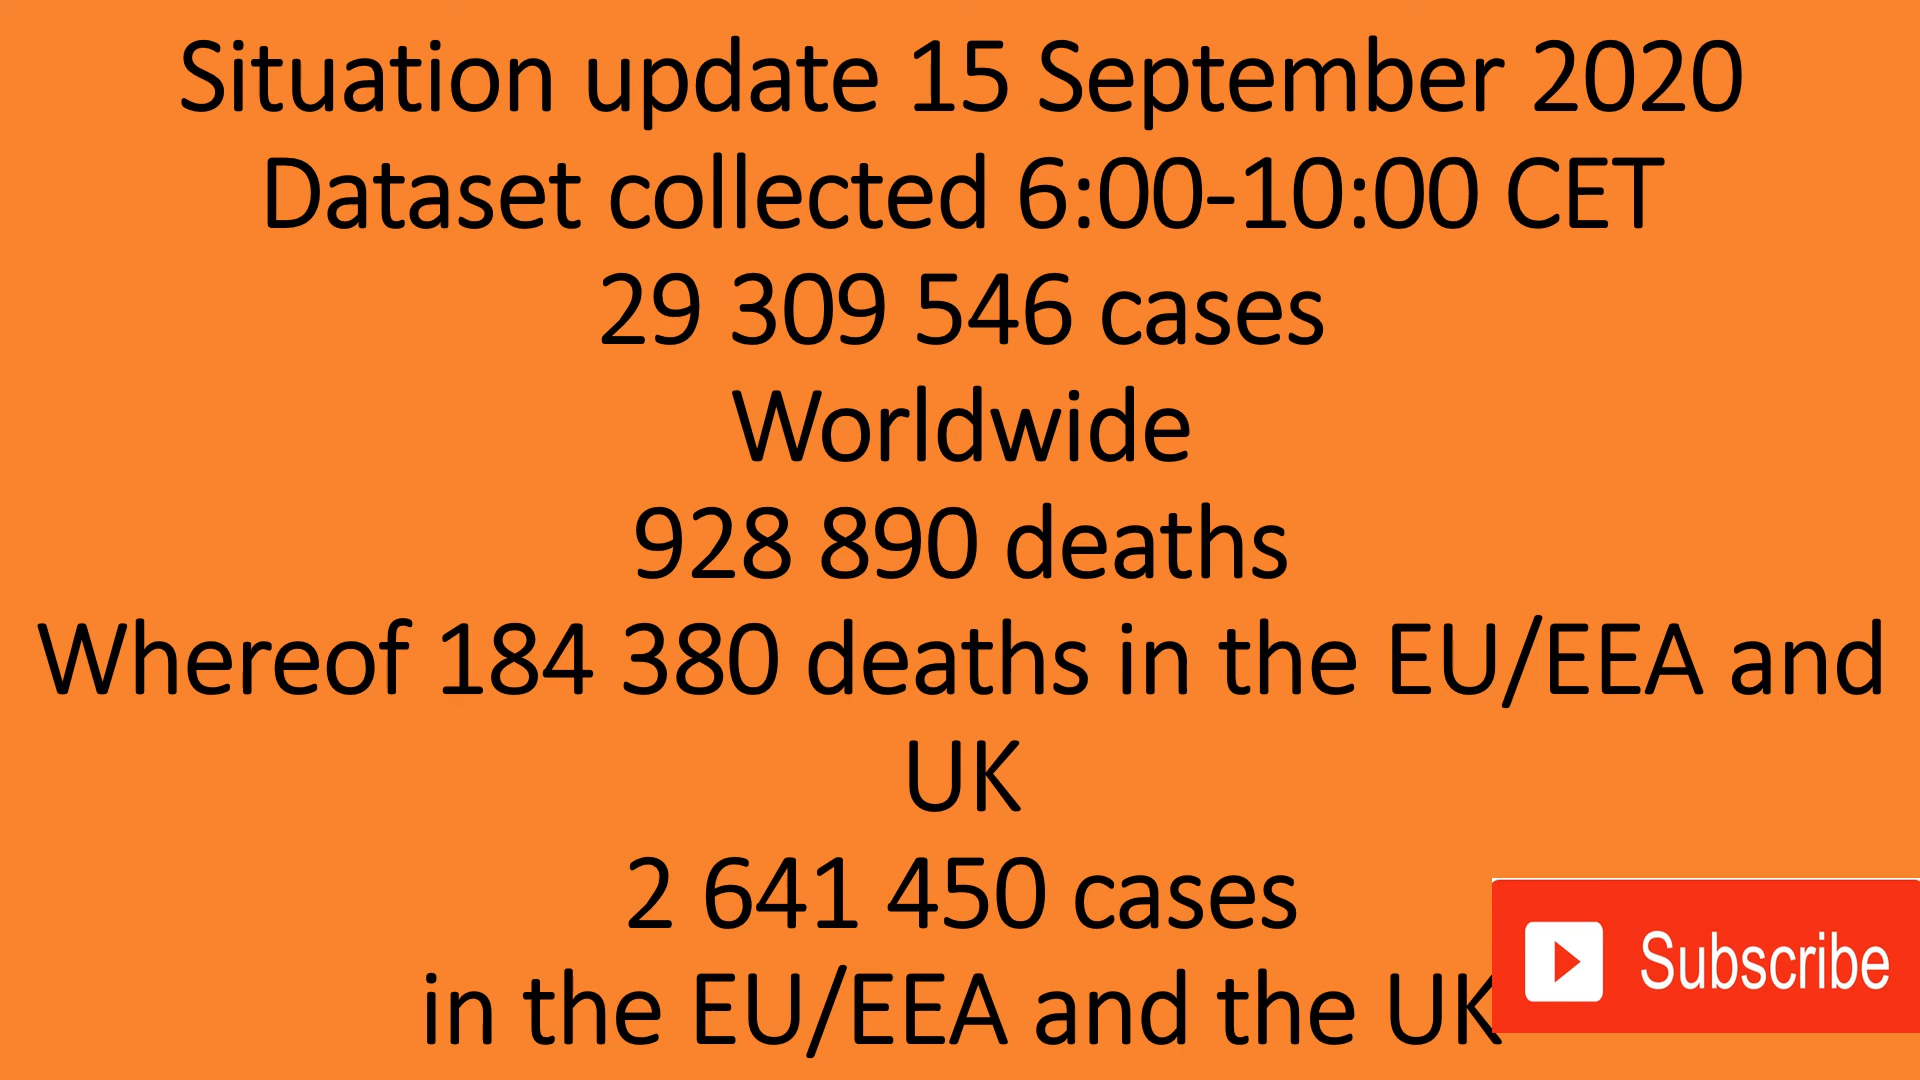 Situation update 15 September 2020
Dataset collected 6:00-10:00 CET
29 309 546 cases
Worldwide
928 890 deaths
Whereof 184 380 deaths in the EU/EEA and
UK
2 641 450 cases
in the EU/EEA and the UK
Subscribe